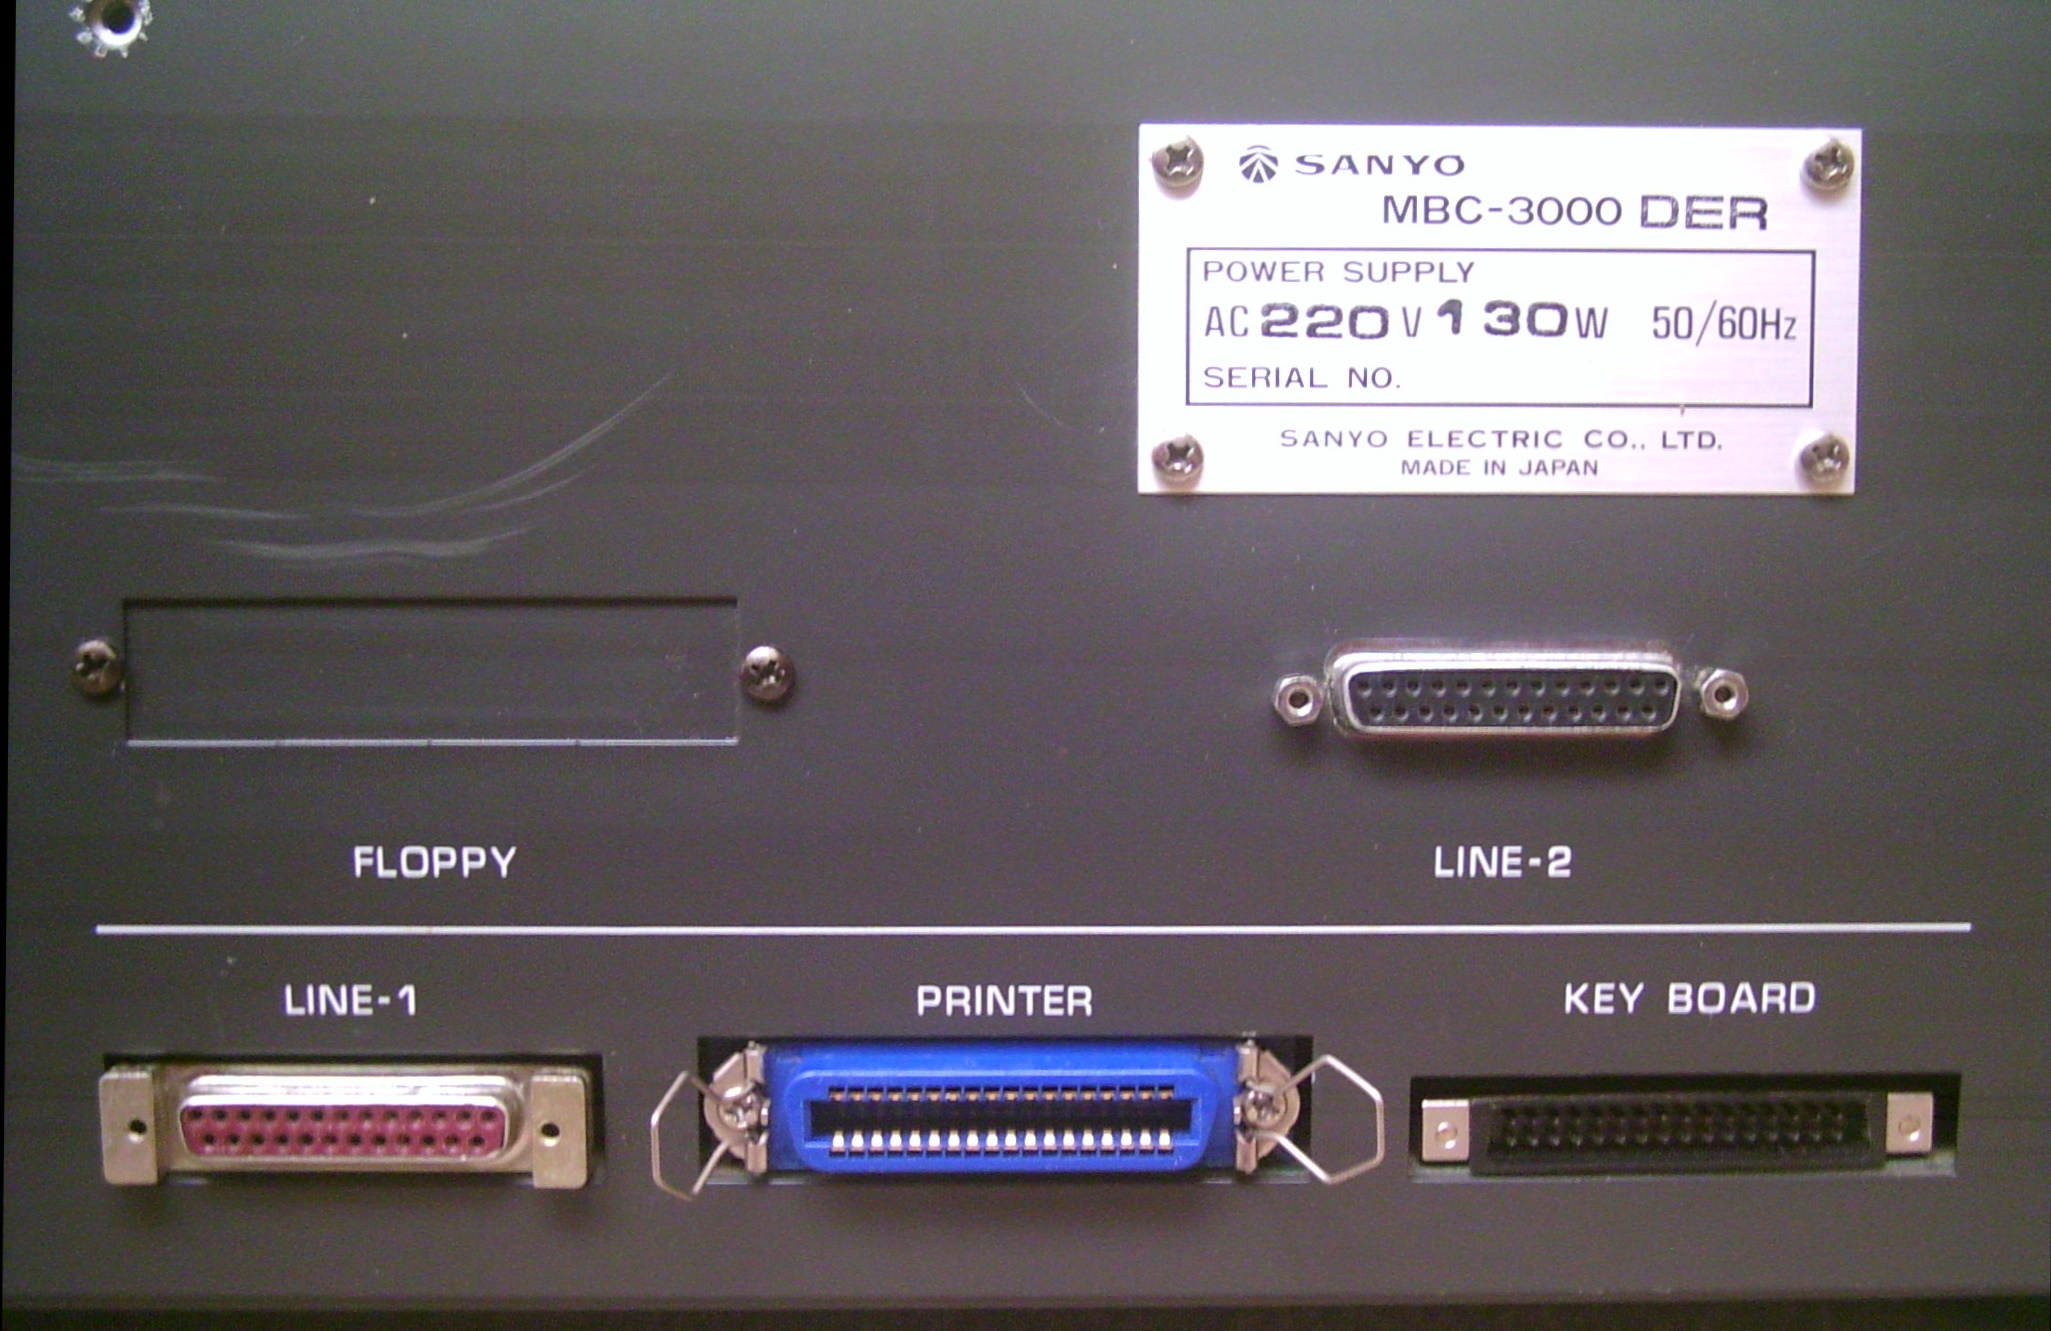 SANYO
MBC-3000 DER
POWER SUPPLY
AC 220 V 130 W 50/60Hz
SERIAL NO.
SANYO ELECTRIC CO., LTD.
MADE IN JAPAN
FLOPPY
LINE-2
LINE-1
PRINTER
KEY BOARD